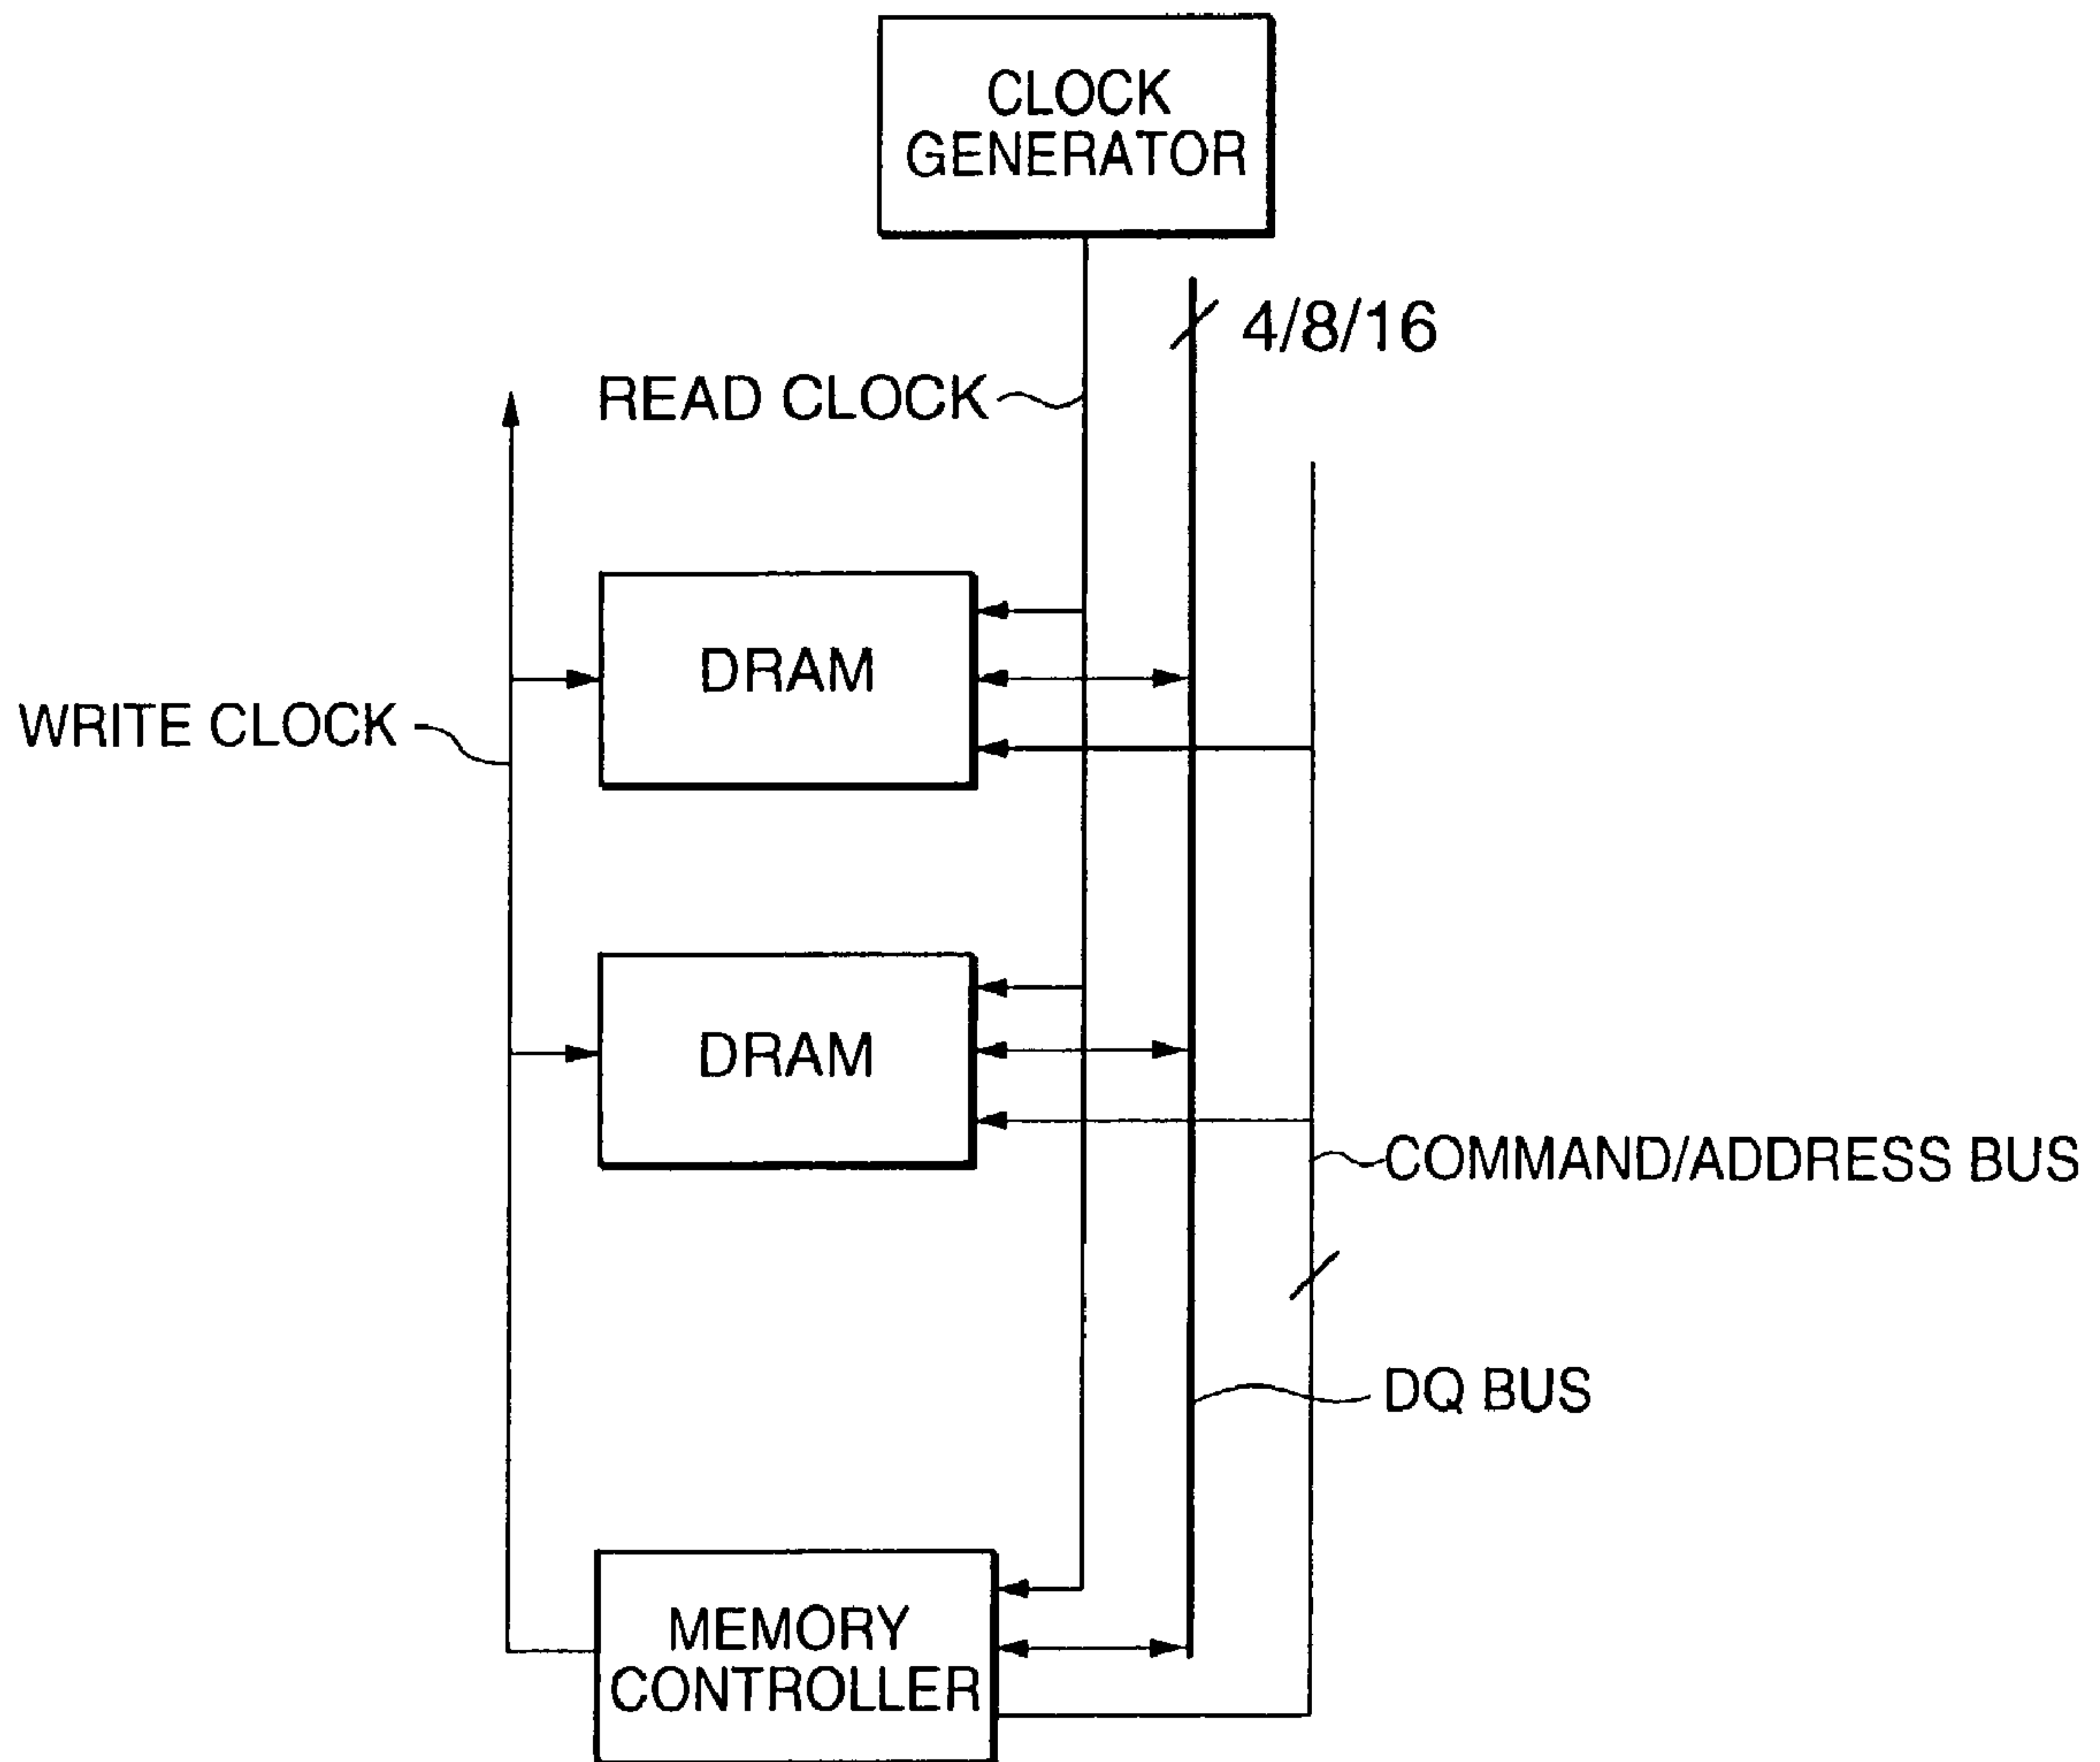 CLOCK
GENERATOR
4/8/16
READ CLOCK
DRAM
WRITE CLOCK
DRAM
COMMAND/ADDRESS BUS
DQ BUS
MEMORY
CONTROLLER